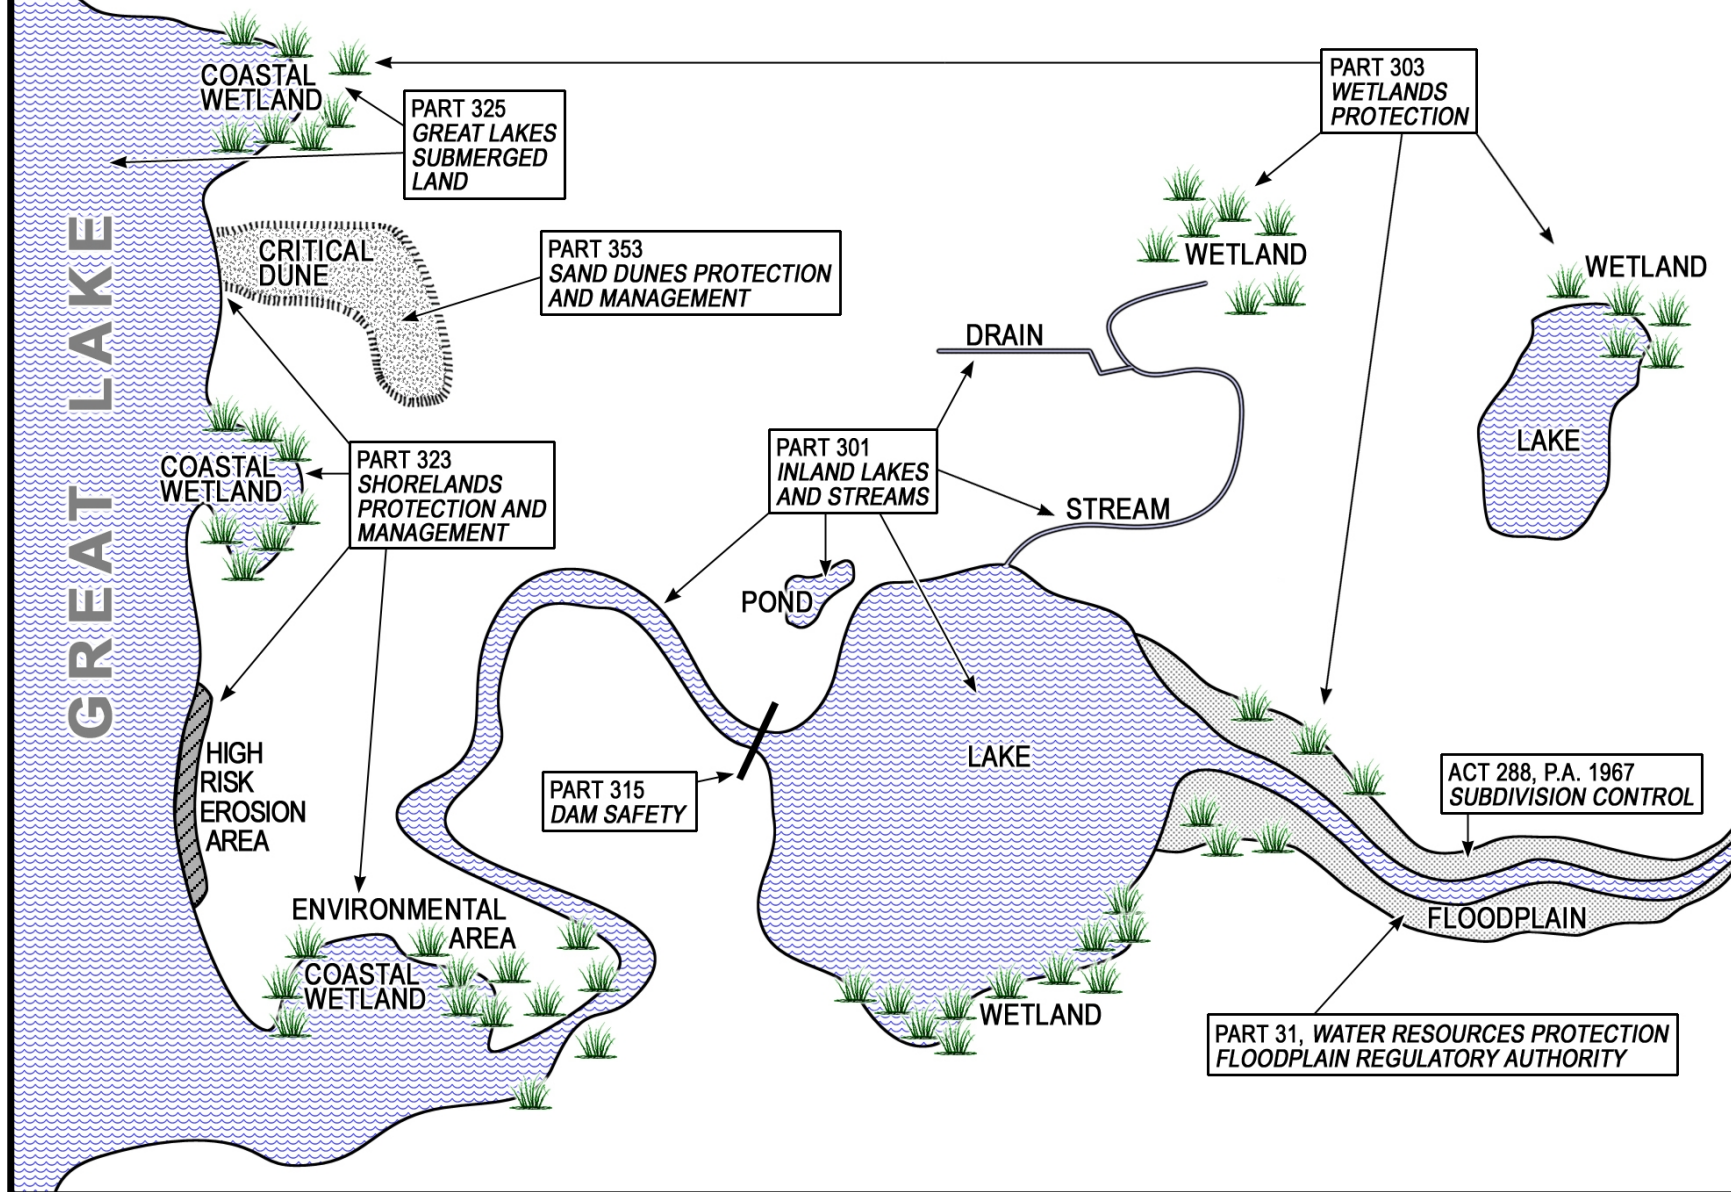 COASTAL
WETLAND
PART 325
GREAT LAKES
SUBMERGED
LAND
PART 303
WETLANDS
PROTECTION
GREAT LAKE
CRITICAL
DUNE
PART 353
SAND DUNES PROTECTION
AND MANAGEMENT
WETLAND
WETLAND
DRAIN
LAKE
COASTAL
WETLAND
PART 323
SHORELANDS
PROTECTION AND
MANAGEMENT
PART 301
INLAND LAKES
AND STREAMS
STREAM
POND
HIGH
RISK
EROSION
AREA
PART 315
DAM SAFETY
LAKE
ACT 288, P.A. 1967
SUBDIVISION CONTROL
ENVIRONMENTAL
AREA
COASTAL
WETLAND
FLOODPLAIN
WETLAND
PART 31, WATER RESOURCES PROTECTION
FLOODPLAIN REGULATORY AUTHORITY